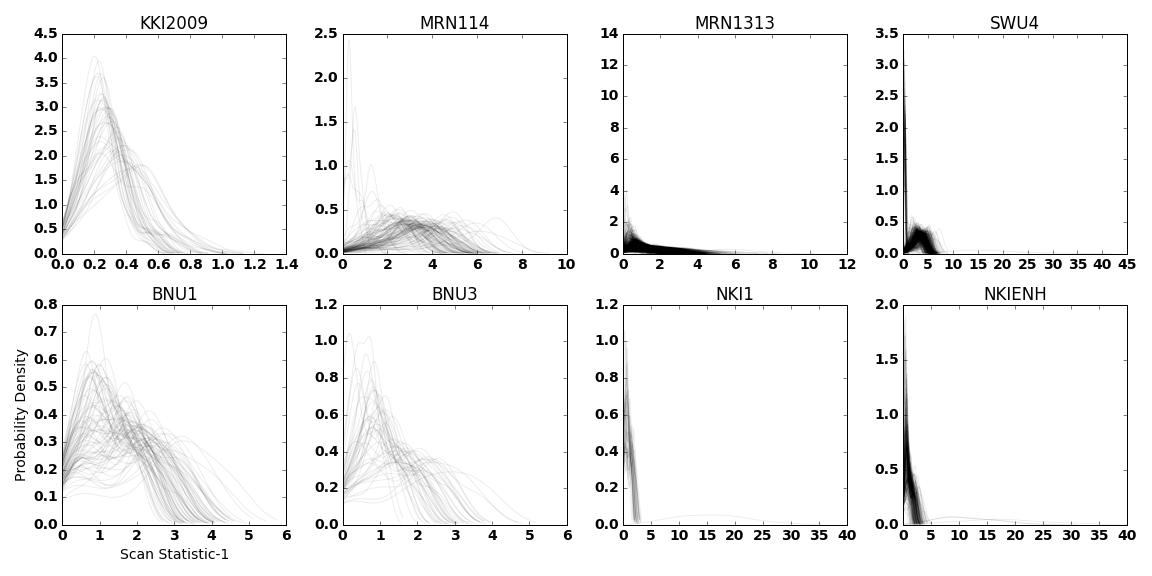 KKI2009 MRN114 MRN1313 SWU4
4.5 2.5 14 3.5
4.0 12 3.0
3.5 2.0 10 2.5
3.0
2.5 1.5 8 2.0
2.0 1.0 6 1.5
1.5 4 1.0
1.0 0.5 2 0.5
0.5
0.0 0.0 0 0.0
0.0 0.2 0.4 0.6 0.8 1.0 1.2 1.4 0 2 4 6 8 10 0 2 4 6 8 10 12 0 5 10 15 20 25 30 35 40 45
BNU1 BNU3 NKI1 NKIENH
0.8 1.2 1.2 2.0
0.7 1.0 1.0
0.6 1.5
0.5 0.8 0.8
0.4 0.6 0.6 1.0
0.3 0.4 0.4
0.2 0.5
0.1 0.2 0.2
0.0 0.0 0.0 0.0
Probability Density
0 1 2 3 4 5 6 0 1 2 3 4 5 6 0 5 10 15 20 25 30 35 40 0 5 10 15 20 25 30 35 40
Scan Statistic-1